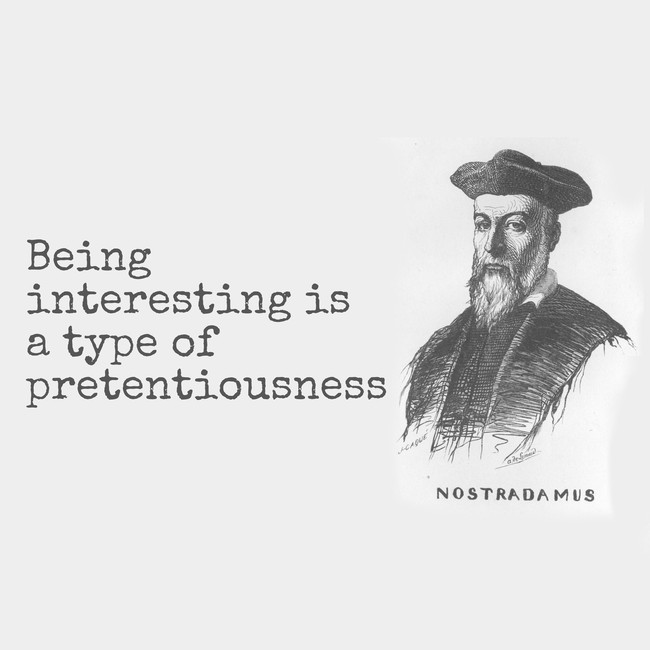 Being
interesting is
a type of
pretentiousness
NOSTRADAMUS